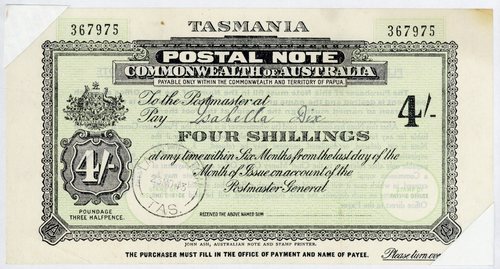 TASMANIA
367975 367975
POSTAL NOTE
COMMONWEALTH OF AUSTRALIA
PAYABLE ONLY WITHIN THE COMMONWEALTH AND TERRITORY OF PAPUA.
To the Postmaster at
Pay Isabella Dix
4/-
FOUR SHILLINGS
4/-
at any time within Six Months from the last day of the
Month of Issue on account of the
Postmaster General
TAS.
POUNDAGE
THREE HALFPENCE.
RECEIVED THE ABOVE NAMED SUM
JOHN ASH, AUSTRALIAN NOTE AND STAMP PRINTER.
THE PURCHASER MUST FILL IN THE OFFICE OF PAYMENT AND NAME OF PAYEE. Please turn over